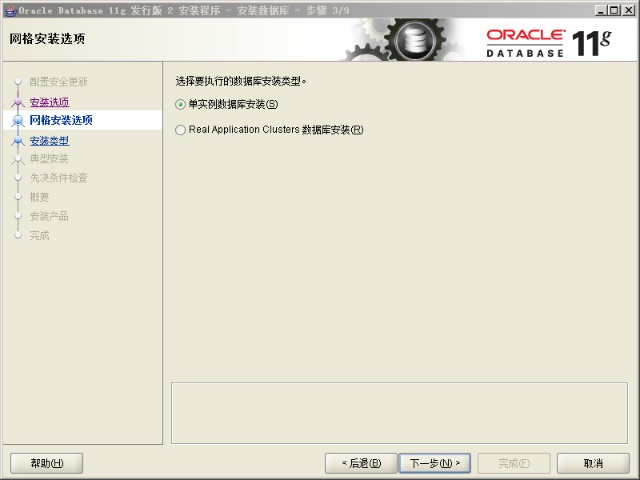 Oracle Database 11g 发行版 2 安装程序 - 安装数据库 - 步骤 3/9
网格安装选项
ORACLE
DATABASE 11g
配置安全更新
安装选项
网格安装选项
安装类型
典型安装
先决条件检查
概要
安装产品
完成
选择要执行的数据库安装类型。
单实例数据库安装(S)
Real Application Clusters 数据库安装(R)
帮助(H)
< 后退(B)
下一步(N) >
完成(F)
取消